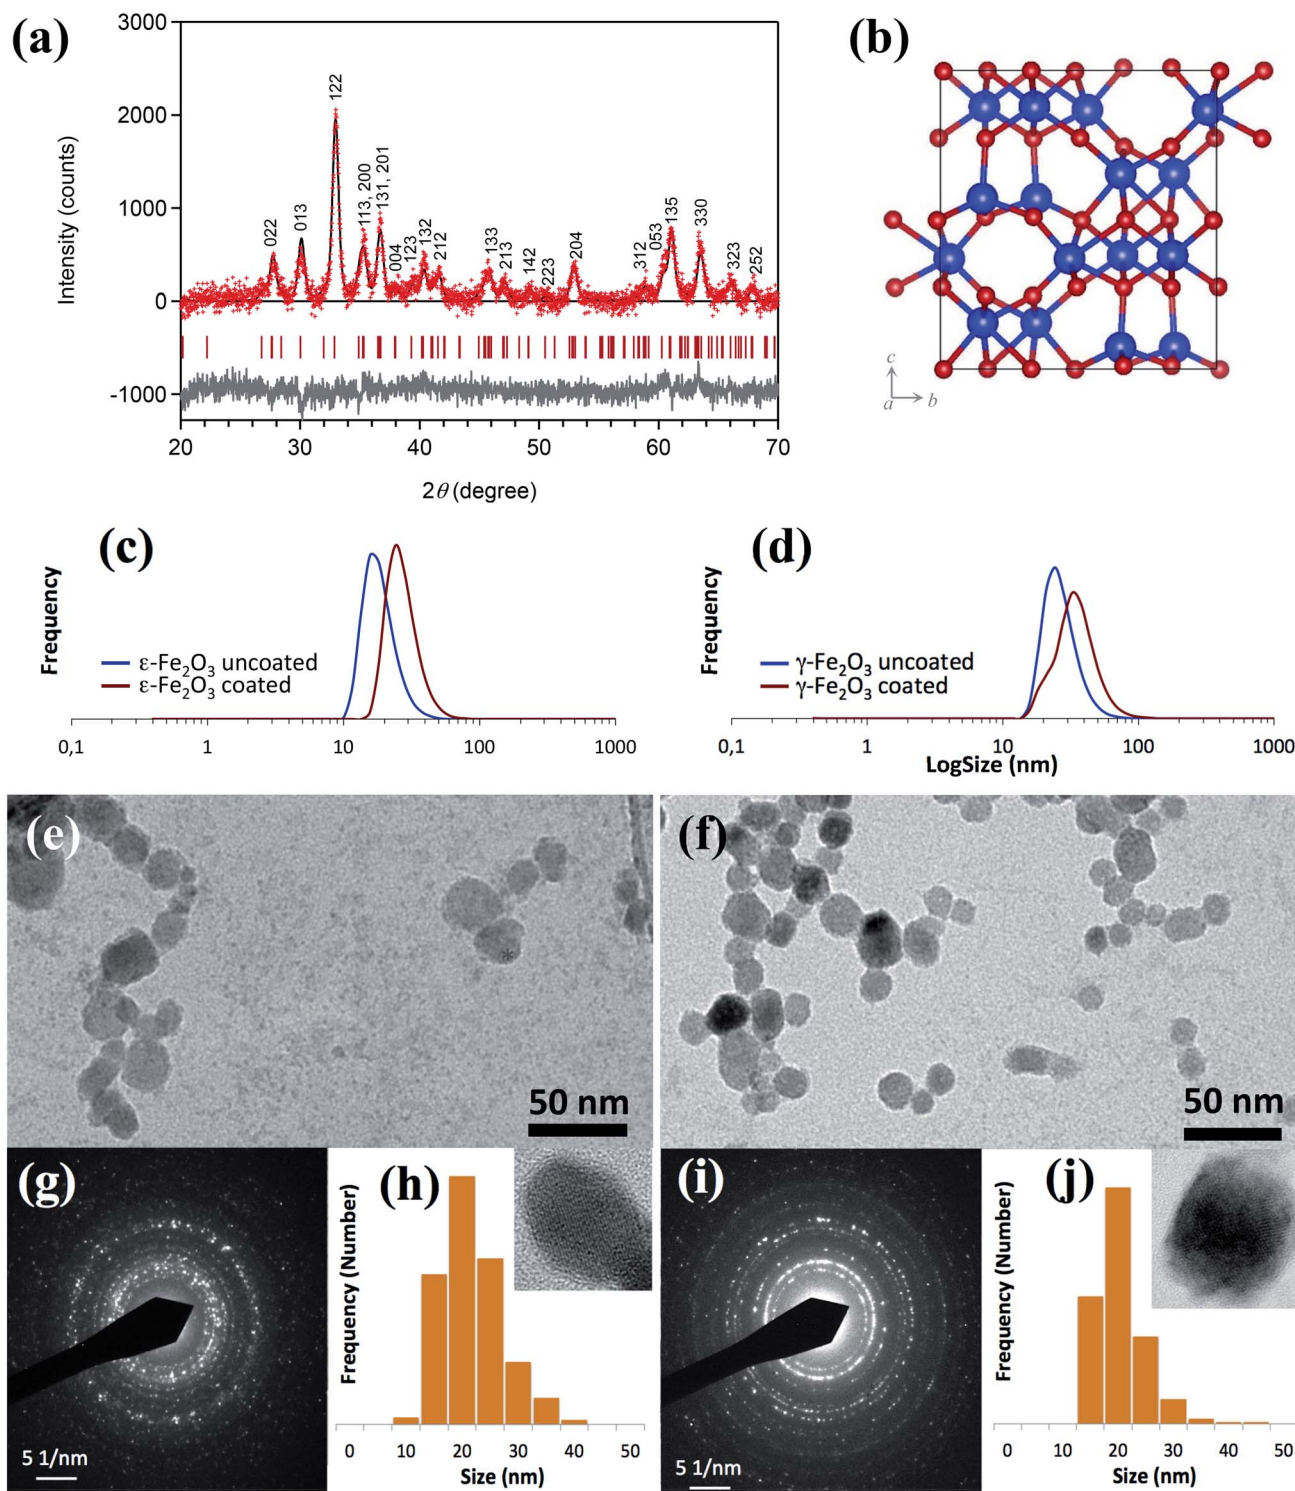 (a)
3000
2000
1000
0
-1000
Intensity (counts)
022
013
122
113, 200
131, 201
004
123
132
212
133
213
142
223
204
312
053
135
330
323
252
20
30
40
50
60
70
2θ (degree)
(b)
c
a
b
(c)
Frequency
ε-Fe₂O₃ uncoated
ε-Fe₂O₃ coated
0,1
1
10
100
1000
(d)
Frequency
γ-Fe₂O₃ uncoated
γ-Fe₂O₃ coated
0,1
1
10
100
1000
LogSize (nm)
(e)
*
50 nm
(f)
50 nm
(g)
5 1/nm
(h)
Frequency (Number)
0
0
10
20
30
40
50
Size (nm)
(i)
5 1/nm
(j)
Frequency (Number)
0
0
10
20
30
40
50
Size (nm)